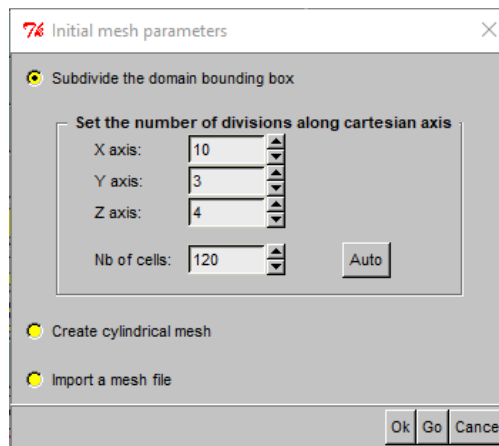 Initial mesh parameters
Subdivide the domain bounding box
Set the number of divisions along cartesian axis
X axis: 10
Y axis: 3
Z axis: 4
Nb of cells: 120 Auto
Create cylindrical mesh
Import a mesh file
Ok Go Cance